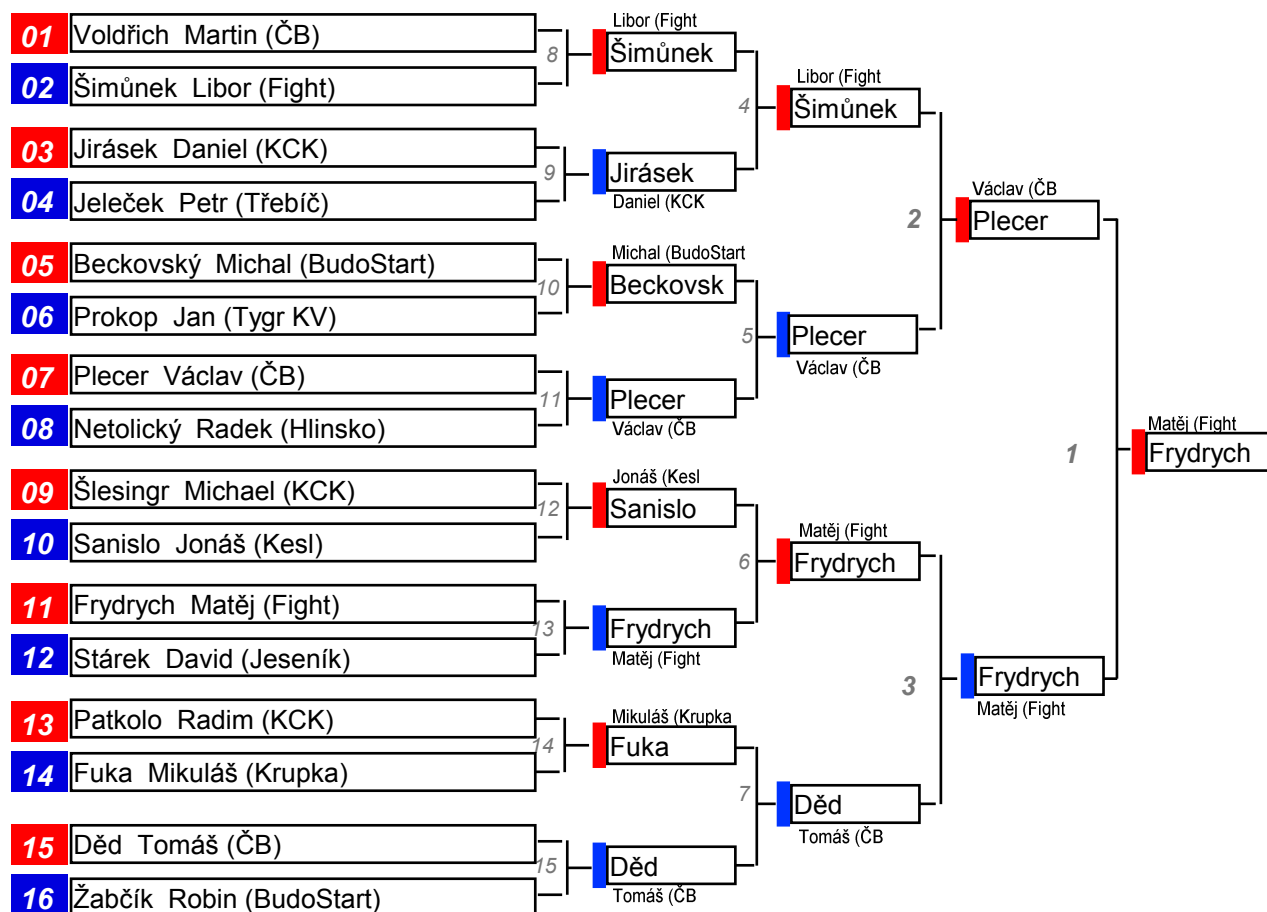 01 Voldřich Martin (ČB)
02 Šimůnek Libor (Fight)
03 Jirásek Daniel (KCK)
04 Jeleček Petr (Třebíč)
05 Beckovský Michal (BudoStart)
06 Prokop Jan (Tygr KV)
07 Plecer Václav (ČB)
08 Netolický Radek (Hlinsko)
09 Šlesingr Michael (KCK)
10 Sanislo Jonáš (Kesl)
11 Frydrych Matěj (Fight)
12 Stárek David (Jeseník)
13 Patkolo Radim (KCK)
14 Fuka Mikuláš (Krupka)
15 Děd Tomáš (ČB)
16 Žabčík Robin (BudoStart)
8
9
10
11
12
13
14
15
Libor (Fight
Šimůnek
Jirásek
Daniel (KCK
Michal (BudoStart
Beckovsk
Plecer
Václav (ČB
Jonáš (Kesl
Sanislo
Frydrych
Matěj (Fight
Mikuláš (Krupka
Fuka
Děd
Tomáš (ČB
4
5
6
7
Libor (Fight
Šimůnek
Plecer
Václav (ČB
Matěj (Fight
Frydrych
Děd
Tomáš (ČB
2
3
Václav (ČB
Plecer
Frydrych
Matěj (Fight
1
Matěj (Fight
Frydrych